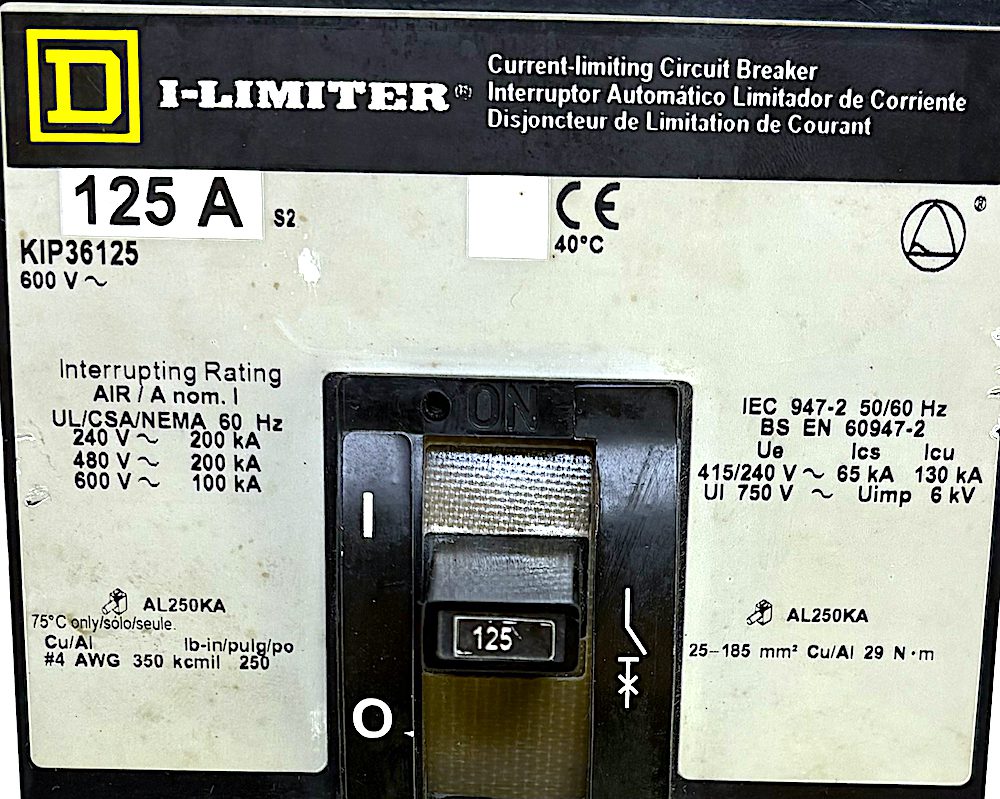 D
I-LIMITER®
Current-limiting Circuit Breaker
Interruptor Automático Limitador de Corriente
Disjoncteur de Limitation de Courant
125 A S2
KIP36125
600 V ~
CE
40°C
®
Interrupting Rating
AIR / A nom. I
UL/CSA/NEMA 60 Hz
240 V ~ 200 kA
480 V ~ 200 kA
600 V ~ 100 kA
AL250KA
75°C only/sólo/seule.
Cu/Al lb-in/pulg/po
#4 AWG 350 kcmil 250
ON
I
125
O
IEC 947-2 50/60 Hz
BS EN 60947-2
Ue Ics Icu
415/240 V ~ 65 kA 130 kA
UI 750 V ~ Uimp 6 kV
AL250KA
25-185 mm² Cu/Al 29 N·m